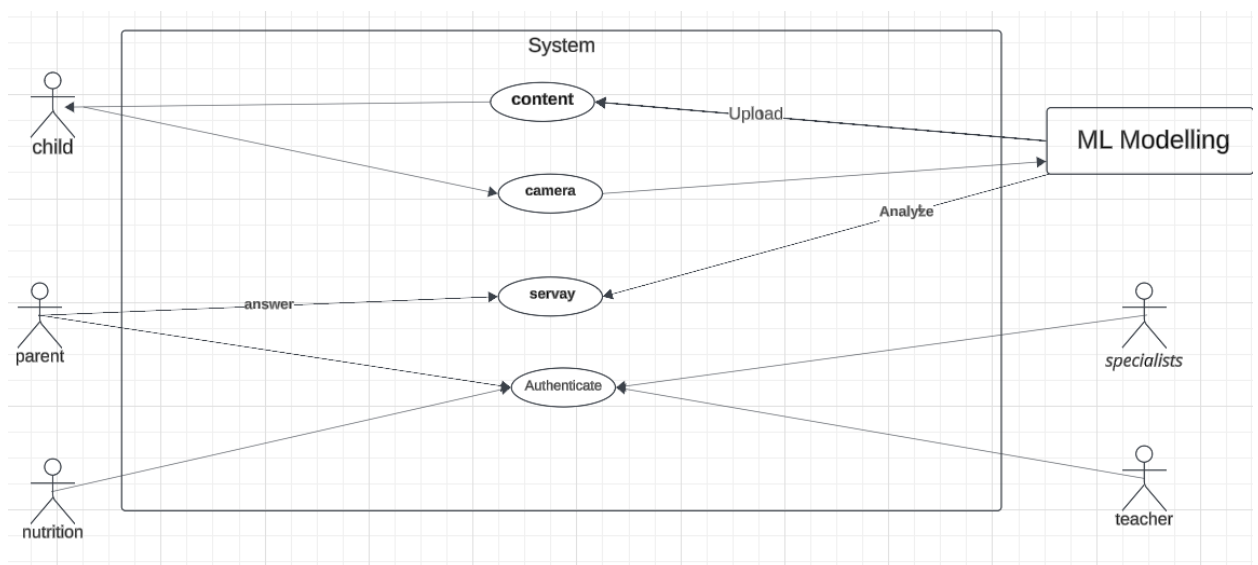 System
content
Upload
child
ML Modelling
camera
Analyze
servay
answer
parent
specialists
Authenticate
nutrition
teacher